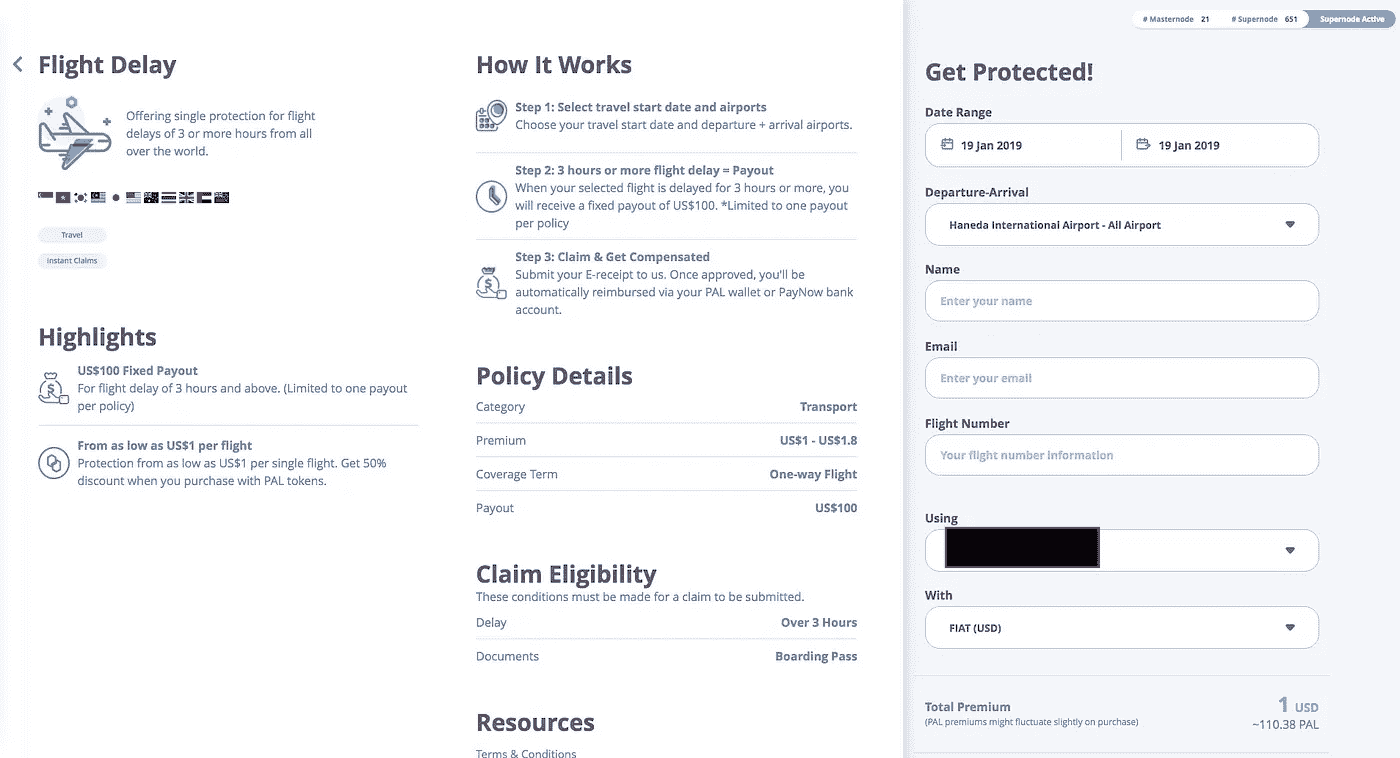 # Masternode 21 # Supernode 651 Supernode Active
Flight Delay
Offering single protection for flight
delays of 3 or more hours from all
over the world.
Travel
Instant Claims
Highlights
US$100 Fixed Payout
For flight delay of 3 hours and above. (Limited to one payout
per policy)
From as low as US$1 per flight
Protection from as low as US$1 per single flight. Get 50%
discount when you purchase with PAL tokens.
How It Works
Step 1: Select travel start date and airports
Choose your travel start date and departure + arrival airports.
Step 2: 3 hours or more flight delay = Payout
When your selected flight is delayed for 3 hours or more, you
will receive a fixed payout of US$100. *Limited to one payout
per policy
Step 3: Claim & Get Compensated
Submit your E-receipt to us. Once approved, you'll be
automatically reimbursed via your PAL wallet or PayNow bank
account.
Policy Details
Category Transport
Premium US$1 - US$1.8
Coverage Term One-way Flight
Payout US$100
Claim Eligibility
These conditions must be made for a claim to be submitted.
Delay Over 3 Hours
Documents Boarding Pass
Resources
Terms & Conditions
Get Protected!
Date Range
19 Jan 2019 19 Jan 2019
Departure-Arrival
Haneda International Airport - All Airport
Name
Enter your name
Email
Enter your email
Flight Number
Your flight number information
Using
With
FIAT (USD)
Total Premium 1 USD
(PAL premiums might fluctuate slightly on purchase) ~110.38 PAL